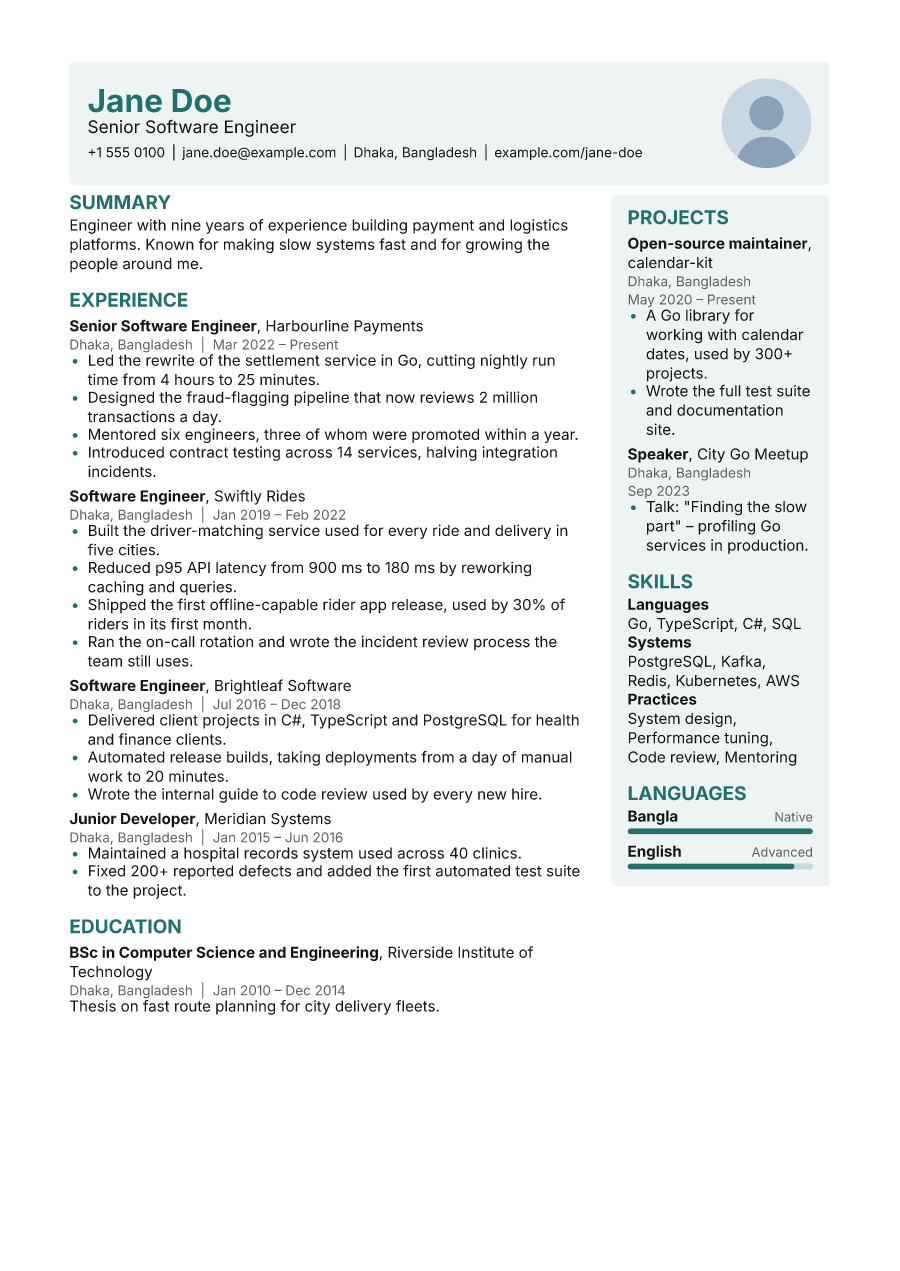 Jane Doe
Senior Software Engineer
+1 555 0100 | jane.doe@example.com | Dhaka, Bangladesh | example.com/jane-doe
SUMMARY
Engineer with nine years of experience building payment and logistics
platforms. Known for making slow systems fast and for growing the
people around me.
EXPERIENCE
Senior Software Engineer, Harbourline Payments
Dhaka, Bangladesh | Mar 2022 – Present
• Led the rewrite of the settlement service in Go, cutting nightly run
time from 4 hours to 25 minutes.
• Designed the fraud-flagging pipeline that now reviews 2 million
transactions a day.
• Mentored six engineers, three of whom were promoted within a year.
• Introduced contract testing across 14 services, halving integration
incidents.
Software Engineer, Swiftly Rides
Dhaka, Bangladesh | Jan 2019 – Feb 2022
• Built the driver-matching service used for every ride and delivery in
five cities.
• Reduced p95 API latency from 900 ms to 180 ms by reworking
caching and queries.
• Shipped the first offline-capable rider app release, used by 30% of
riders in its first month.
• Ran the on-call rotation and wrote the incident review process the
team still uses.
Software Engineer, Brightleaf Software
Dhaka, Bangladesh | Jul 2016 – Dec 2018
• Delivered client projects in C#, TypeScript and PostgreSQL for health
and finance clients.
• Automated release builds, taking deployments from a day of manual
work to 20 minutes.
• Wrote the internal guide to code review used by every new hire.
Junior Developer, Meridian Systems
Dhaka, Bangladesh | Jan 2015 – Jun 2016
• Maintained a hospital records system used across 40 clinics.
• Fixed 200+ reported defects and added the first automated test suite
to the project.
EDUCATION
BSc in Computer Science and Engineering, Riverside Institute of
Technology
Dhaka, Bangladesh | Jan 2010 – Dec 2014
Thesis on fast route planning for city delivery fleets.
PROJECTS
Open-source maintainer,
calendar-kit
Dhaka, Bangladesh
May 2020 – Present
• A Go library for
working with calendar
dates, used by 300+
projects.
• Wrote the full test suite
and documentation
site.
Speaker, City Go Meetup
Dhaka, Bangladesh
Sep 2023
• Talk: "Finding the slow
part" – profiling Go
services in production.
SKILLS
Languages
Go, TypeScript, C#, SQL
Systems
PostgreSQL, Kafka,
Redis, Kubernetes, AWS
Practices
System design,
Performance tuning,
Code review, Mentoring
LANGUAGES
Bangla Native
English Advanced